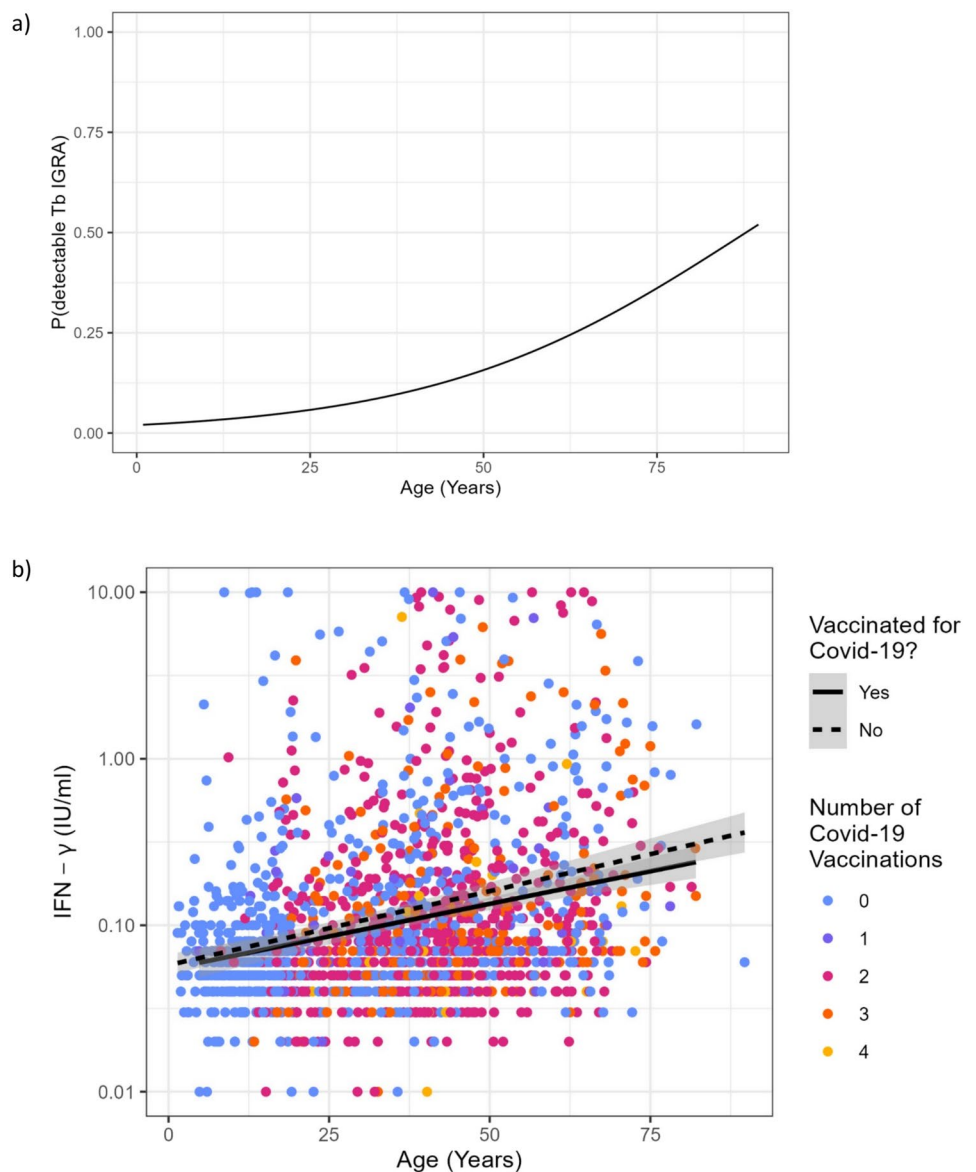 a)
1.00
0.75
0.50
0.25
0.00
P(detectable Tb IGRA)
0 25 50 75
Age (Years)
b)
10.00
1.00
0.10
0.01
IFN − γ (IU/ml)
0 25 50 75
Age (Years)
Vaccinated for
Covid-19?
Yes
No
Number of
Covid-19
Vaccinations
0
1
2
3
4